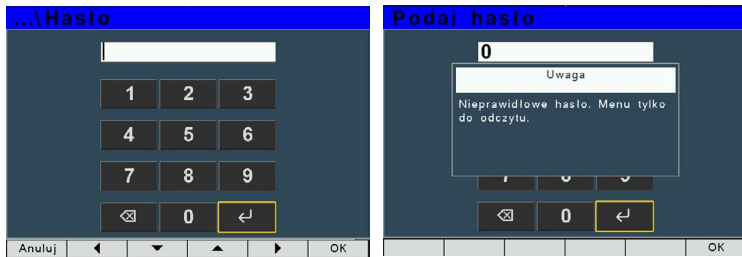 ...\Hasło
1 2 3
4 5 6
7 8 9
0
Anuluj OK
Podaj hasło
0
Uwaga
Nieprawidłowe hasło. Menu tylko
do odczytu.
0
OK